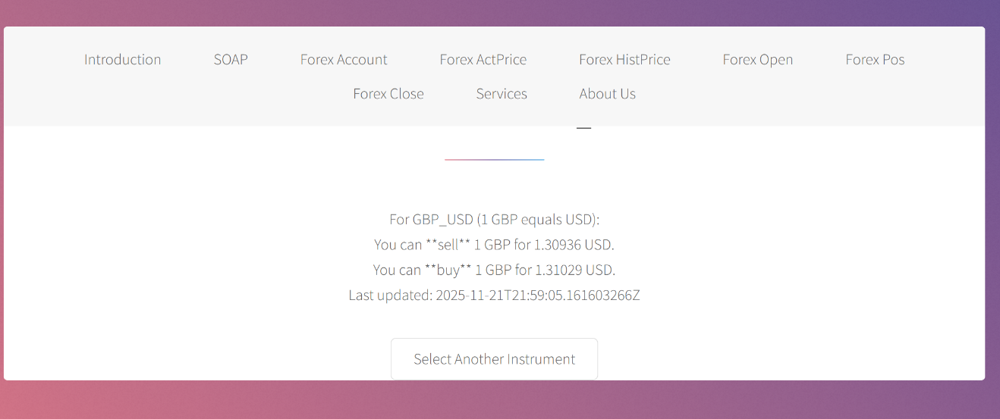 Introduction SOAP Forex Account Forex ActPrice Forex HistPrice Forex Open Forex Pos
Forex Close Services About Us
For GBP_USD (1 GBP equals USD):
You can **sell** 1 GBP for 1.30936 USD.
You can **buy** 1 GBP for 1.31029 USD.
Last updated: 2025-11-21T21:59:05.161603266Z
Select Another Instrument